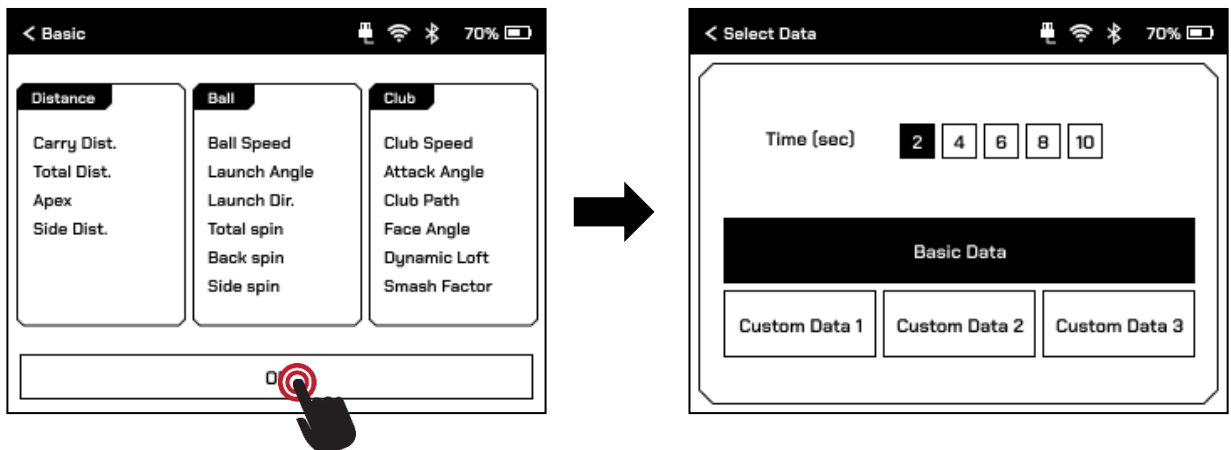 < Basic
70%
Distance
Carry Dist.
Total Dist.
Apex
Side Dist.
Ball
Ball Speed
Launch Angle
Launch Dir.
Total spin
Back spin
Side spin
Club
Club Speed
Attack Angle
Club Path
Face Angle
Dynamic Loft
Smash Factor
< Select Data
70%
Time (sec)
2 4 6 8 10
Basic Data
Custom Data 1
Custom Data 2
Custom Data 3